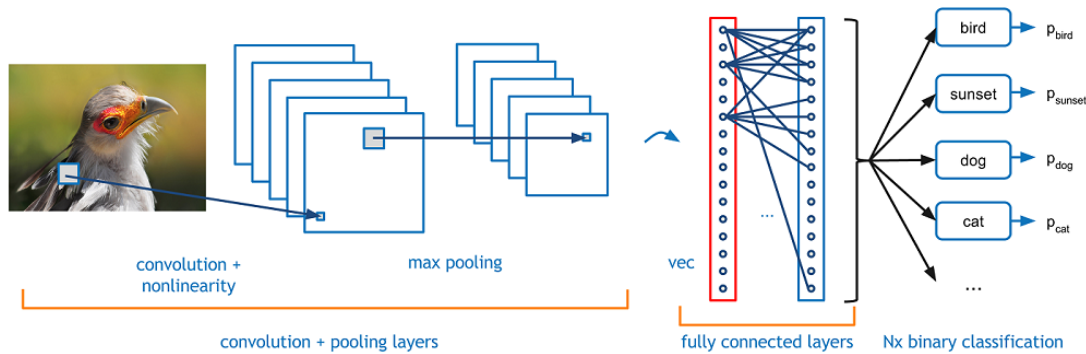 bird
p_bird
sunset
p_sunset
dog
p_dog
cat
p_cat
...
...
convolution +
nonlinearity
max pooling
vec
convolution + pooling layers
fully connected layers
Nx binary classification